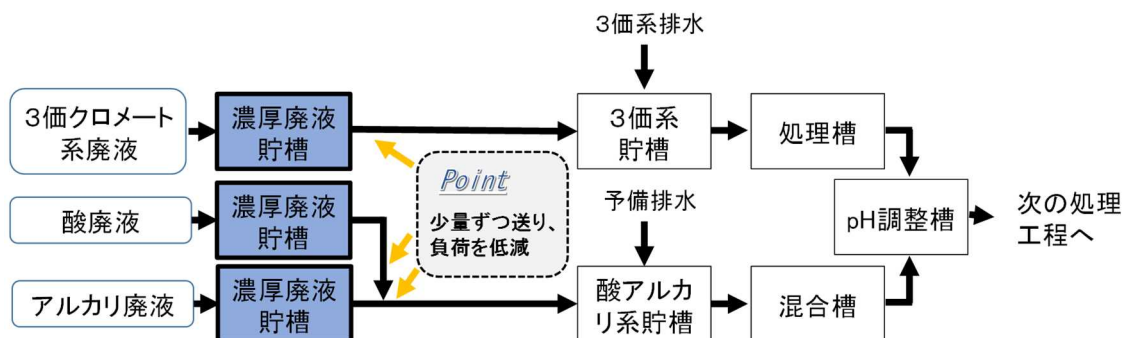 3価系排水
3価クロメート
系廃液
濃厚廃液
貯槽
3価系
貯槽
処理槽
Point
少量ずつ送り、
負荷を低減
酸廃液
濃厚廃液
貯槽
予備排水
pH調整槽
次の処理
工程へ
アルカリ廃液
濃厚廃液
貯槽
酸アルカ
リ系貯槽
混合槽